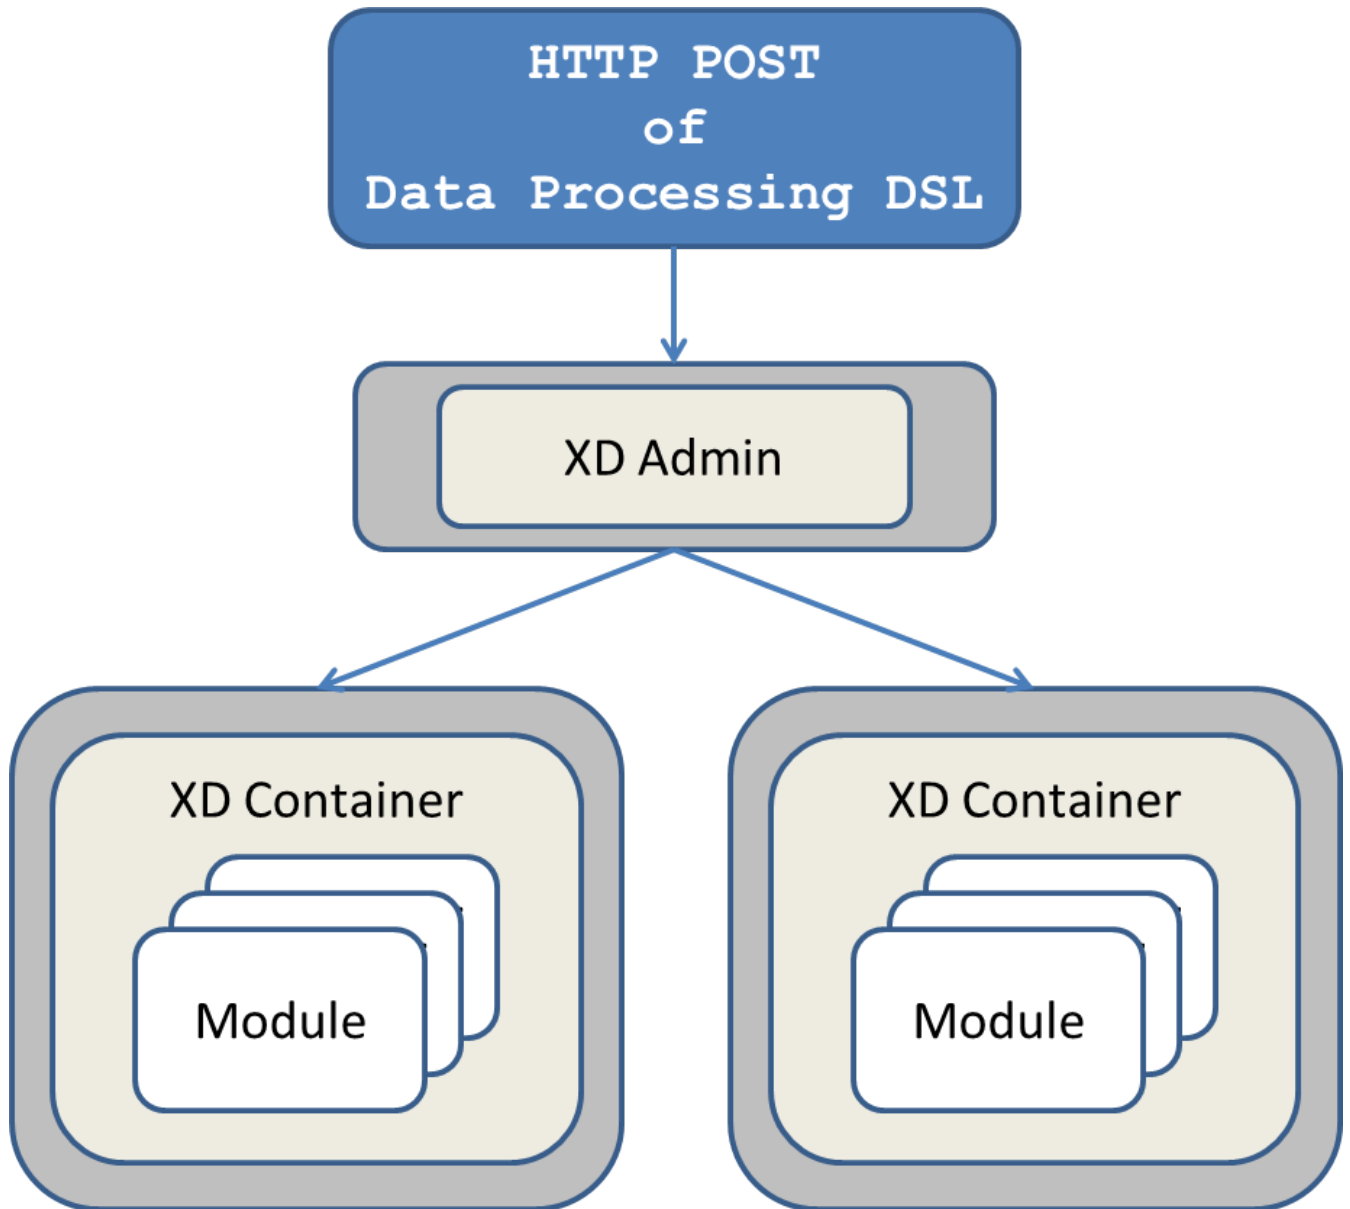 HTTP POST
of
Data Processing DSL
XD Admin
XD Container
XD Container
Module
Module